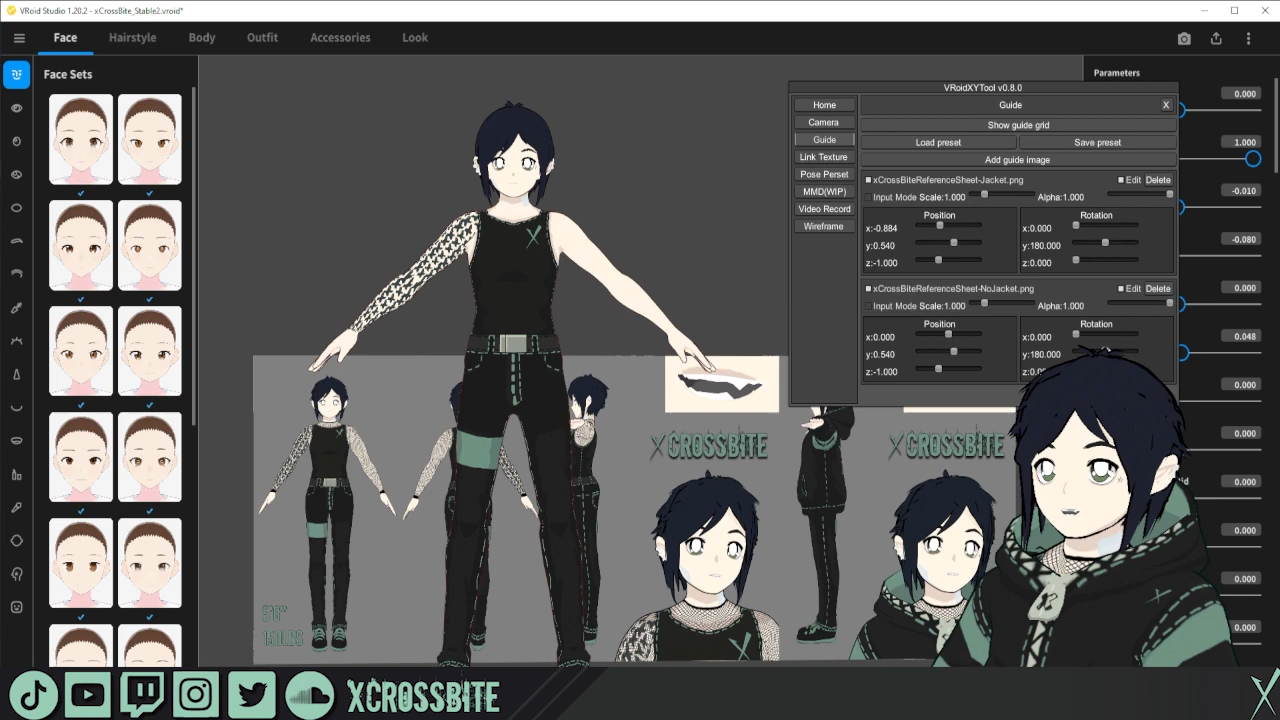 VRoid Studio 1.20.2 - xCrossBite_Stable2.vroid*
Face Hairstyle Body Outfit Accessories Look
Face Sets
Parameters
0.000
1.000
-0.010
-0.080
0.000
0.048
0.000
0.000
0.000
0.000
0.000
0.000
VRoidXYTool v0.8.0
Home
Camera
Guide
Link Texture
Pose Perset
MMD(WIP)
Video Record
Wireframe
Guide X
Show guide grid
Load preset Save preset
Add guide image
xCrossBiteReferenceSheet-Jacket.png Edit Delete
Input Mode Scale:1.000 Alpha:1.000
Position Rotation
x:-0.884 x:0.000
y:0.540 y:180.000
z:-1.000 z:0.000
xCrossBiteReferenceSheet-NoJacket.png Edit Delete
Input Mode Scale:1.000 Alpha:1.000
Position Rotation
x:0.000 x:0.000
y:0.540 y:180.000
z:-1.000
XCROSSBITE XCROSSBITE
5'6"
XCROSSBITE